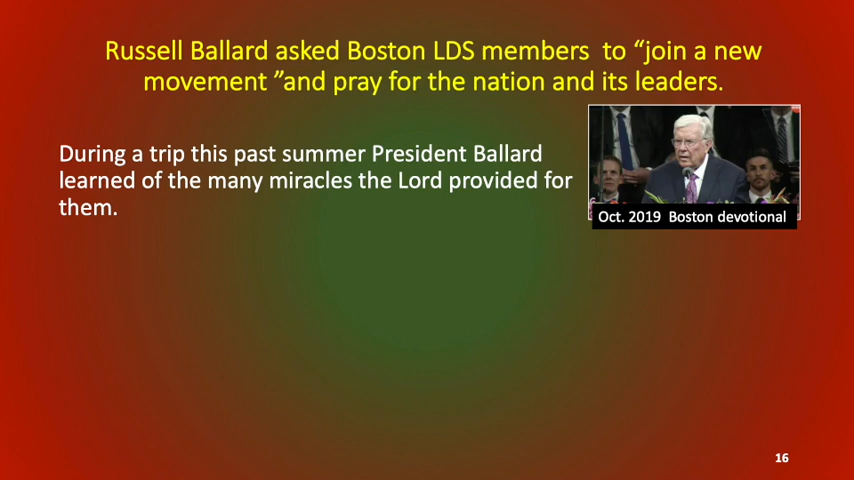 Russell Ballard asked Boston LDS members  to “join a new
movement ”and pray for the nation and its leaders.
During a trip this past summer President Ballard
learned of the many miracles the Lord provided for
them.
Oct. 2019  Boston devotional
16